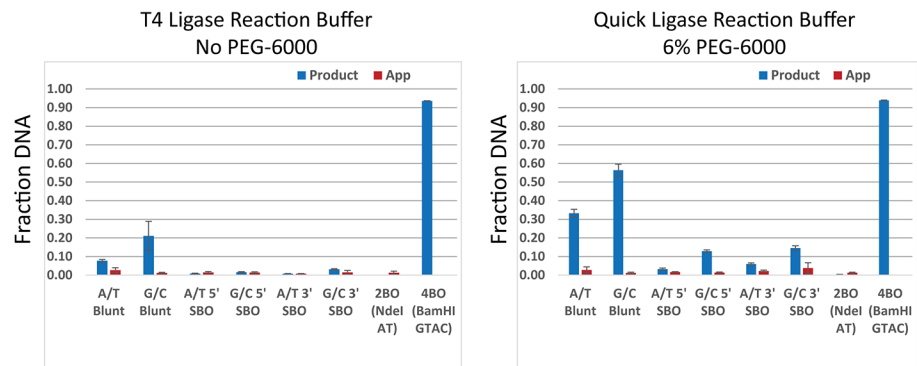 T4 Ligase Reaction Buffer
No PEG-6000
Product App
Fraction DNA
1.00
0.90
0.80
0.70
0.60
0.50
0.40
0.30
0.20
0.10
0.00
A/T Blunt
G/C Blunt
A/T 5' SBO
G/C 5' SBO
A/T 3' SBO
G/C 3' SBO
2BO (NdeI AT)
4BO (BamHI GTAC)
Quick Ligase Reaction Buffer
6% PEG-6000
Product App
Fraction DNA
1.00
0.90
0.80
0.70
0.60
0.50
0.40
0.30
0.20
0.10
0.00
A/T Blunt
G/C Blunt
A/T 5' SBO
G/C 5' SBO
A/T 3' SBO
G/C 3' SBO
2BO (NdeI AT)
4BO (BamHI GTAC)